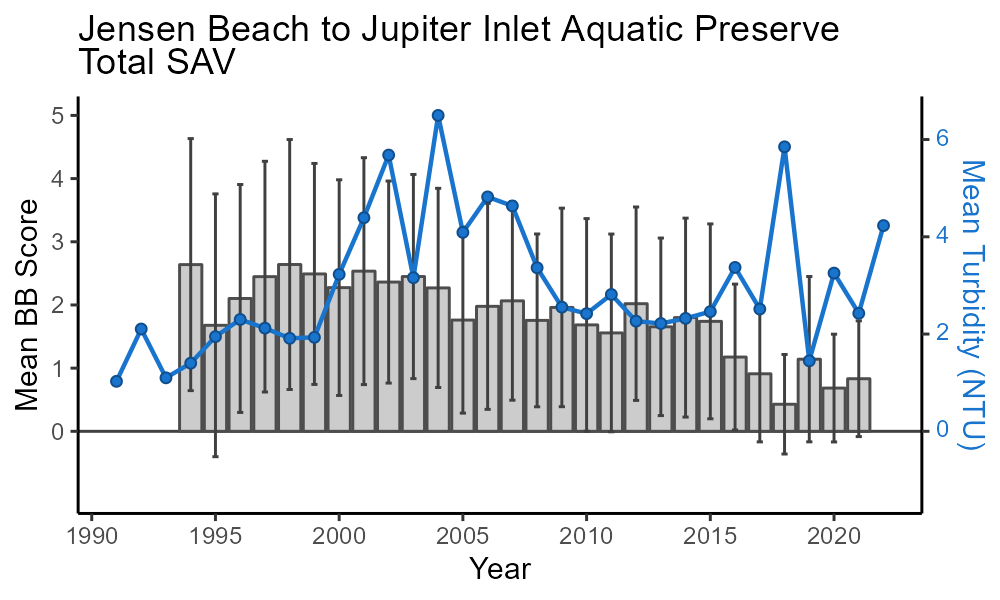 Jensen Beach to Jupiter Inlet Aquatic Preserve
Total SAV
5
4
3
2
1
0
Mean BB Score
6
4
2
0
Mean Turbidity (NTU)
1990 1995 2000 2005 2010 2015 2020
Year